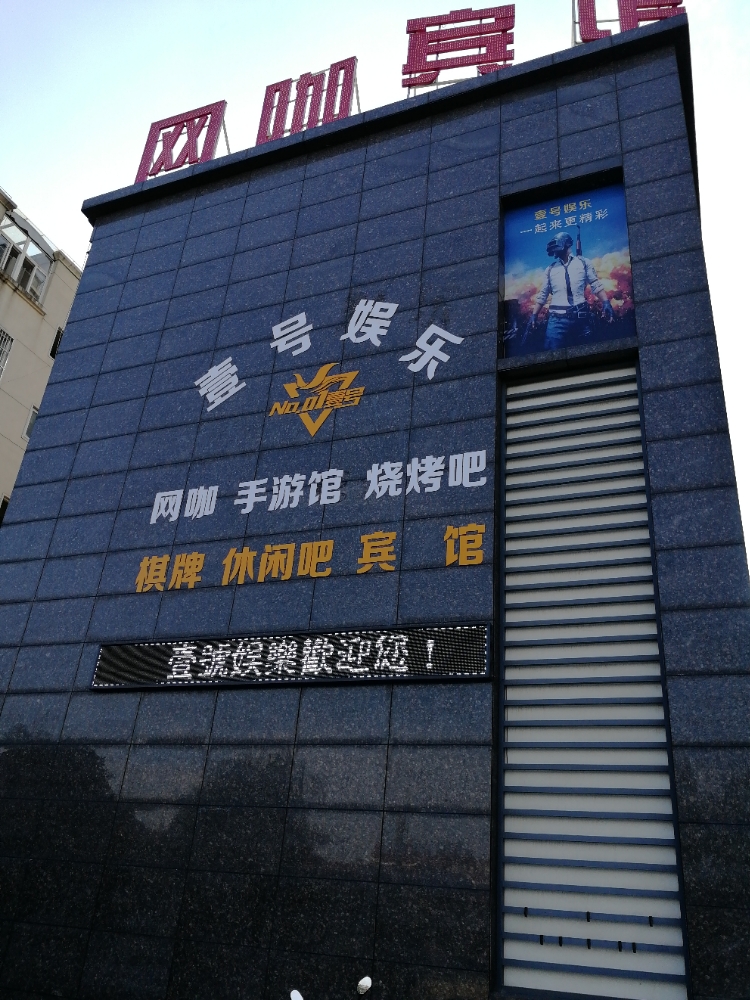 网咖宾馆
壹号娱乐
一起来更精彩
壹号娱乐
No.01壹号
网咖 手游馆 烧烤吧
棋牌 休闲吧 宾 馆
壹號娛樂歡迎您！